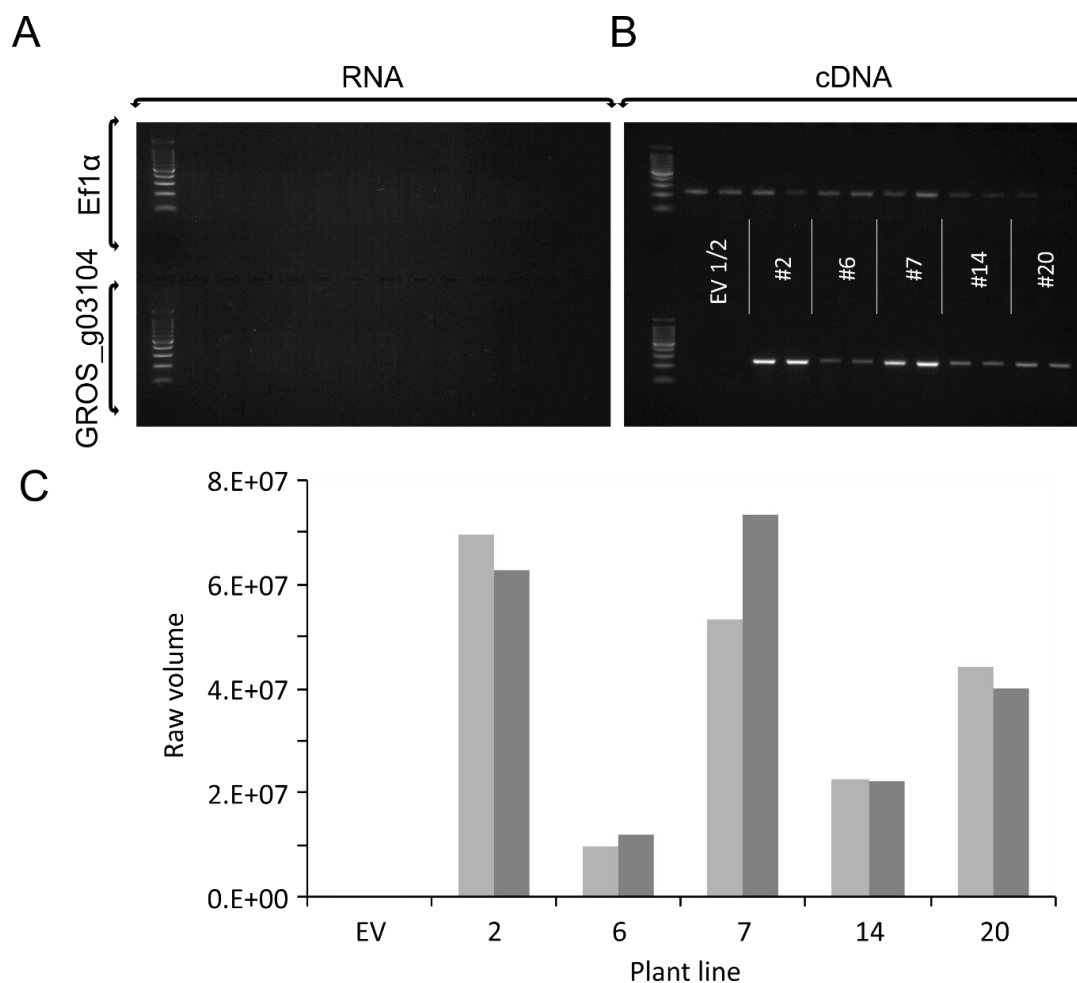 A
B
RNA
cDNA
Ef1α
GROS_g03104
EV 1/2
#2
#6
#7
#14
#20
C
8.E+07
6.E+07
4.E+07
2.E+07
0.E+00
Raw volume
EV 2 6 7 14 20
Plant line